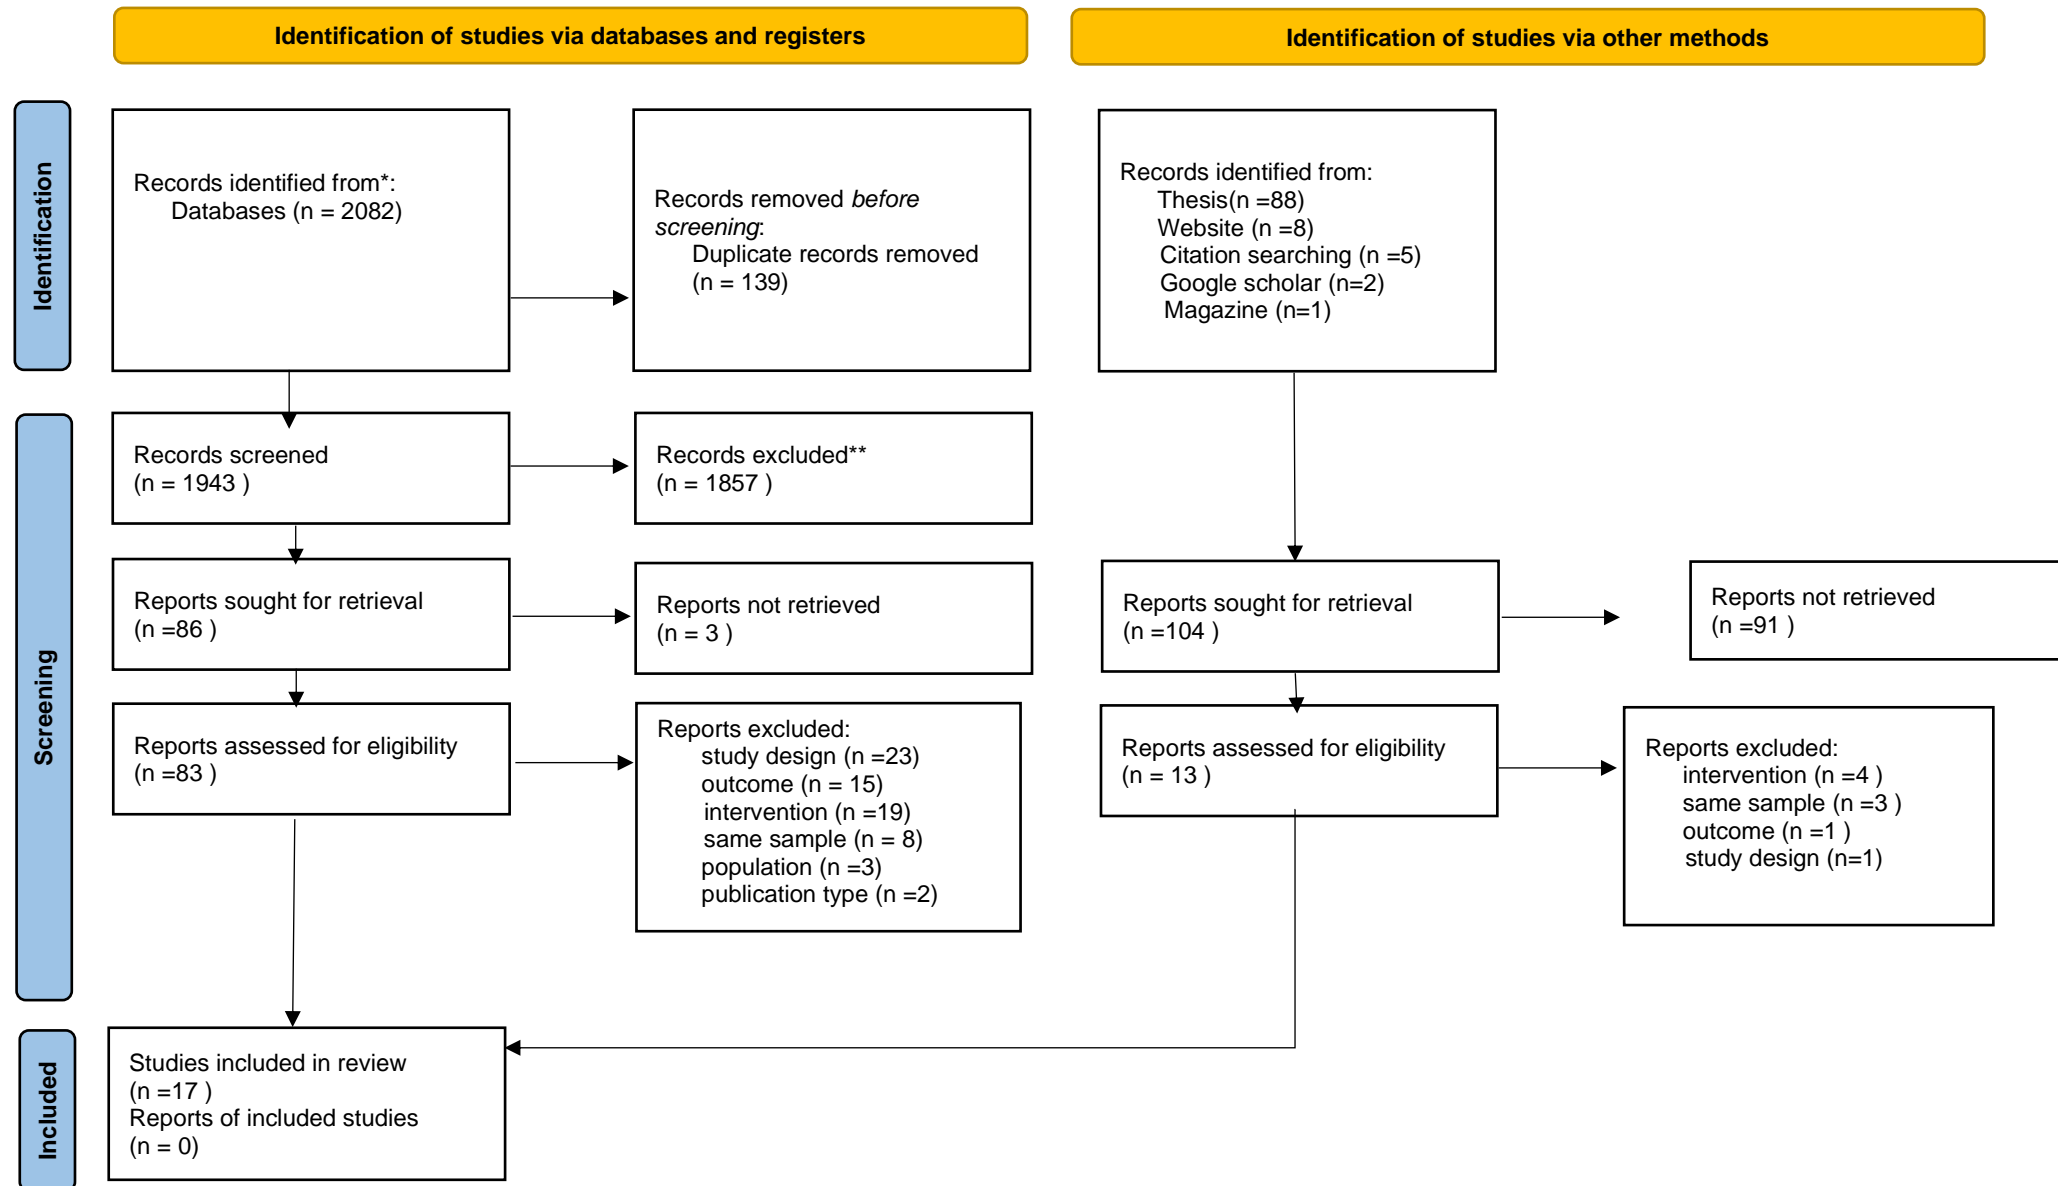 Identification of studies via databases and registers
Identification of studies via other methods
Identification
Records identified from*:
Databases (n = 2082)
Records removed before
screening:
Duplicate records removed
(n = 139)
Records identified from:
Thesis(n =88)
Website (n =8)
Citation searching (n =5)
Google scholar (n=2)
Magazine (n=1)
Screening
Records screened
(n = 1943 )
Records excluded**
(n = 1857 )
Reports sought for retrieval
(n =86 )
Reports not retrieved
(n = 3 )
Reports sought for retrieval
(n =104 )
Reports not retrieved
(n =91 )
Reports assessed for eligibility
(n =83 )
Reports excluded:
study design (n =23)
outcome (n = 15)
intervention (n =19)
same sample (n = 8)
population (n =3)
publication type (n =2)
Reports assessed for eligibility
(n = 13 )
Reports excluded:
intervention (n =4 )
same sample (n =3 )
outcome (n =1 )
study design (n=1)
Included
Studies included in review
(n =17 )
Reports of included studies
(n = 0)